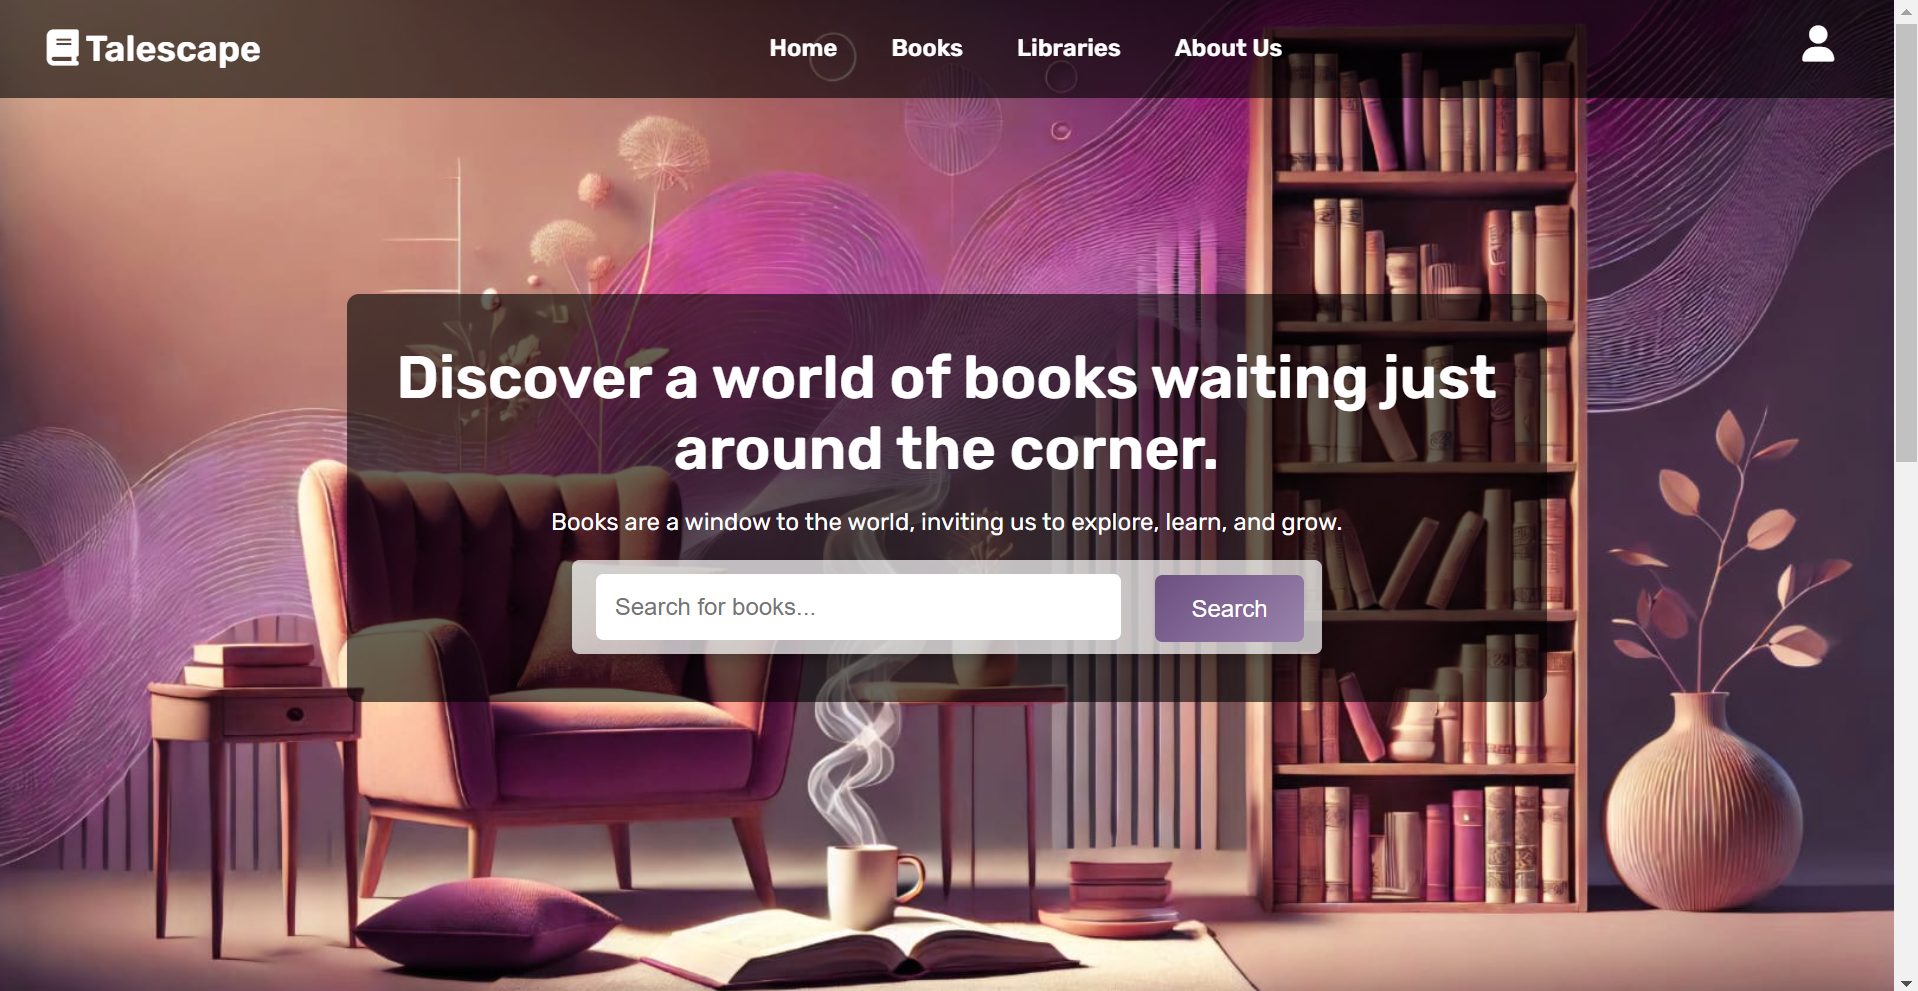 Talescape
Home Books Libraries About Us
Discover a world of books waiting just
around the corner.
Books are a window to the world, inviting us to explore, learn, and grow.
Search for books...
Search